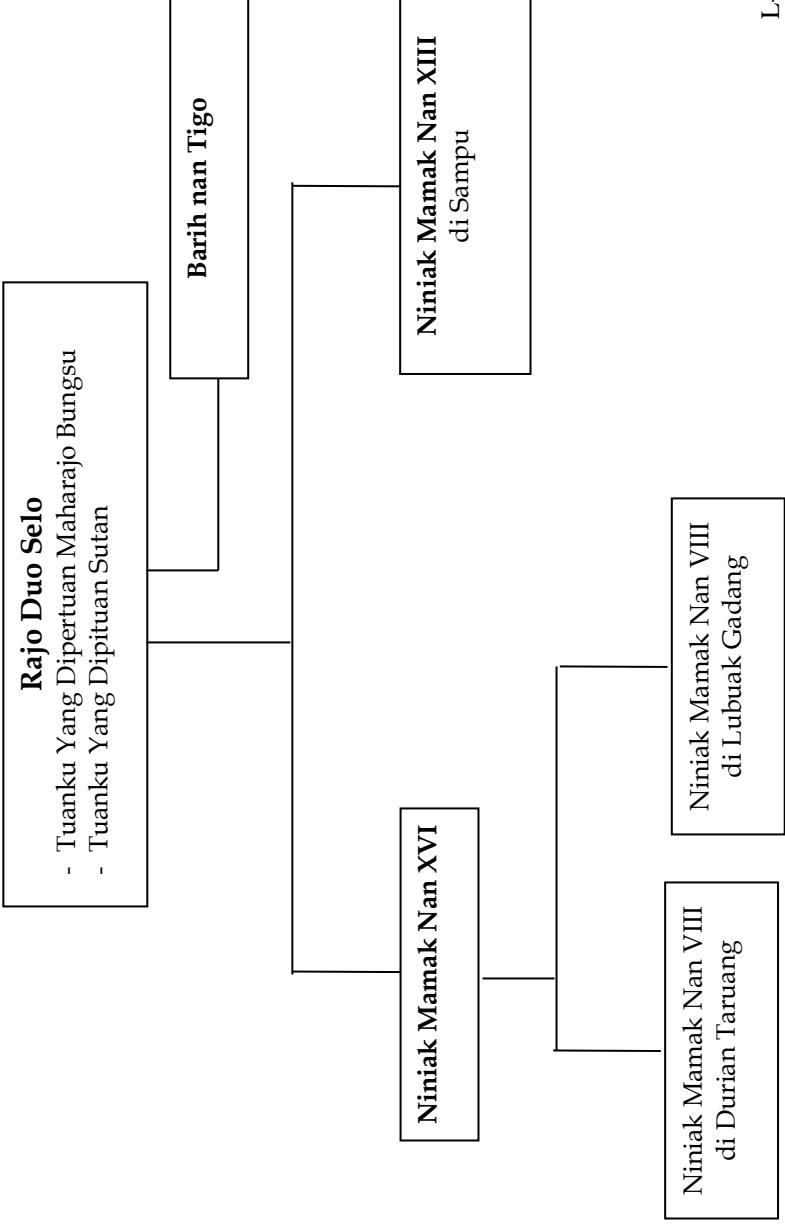 Rajo Duo Selo
- Tuanku Yang Dipertuan Maharajo Bungsu
- Tuanku Yang Dipituan Sutan
Barih nan Tigo
Niniak Mamak Nan XVI
Niniak Mamak Nan XIII
di Sampu
Niniak Mamak Nan VIII
di Durian Taruang
Niniak Mamak Nan VIII
di Lubuak Gadang